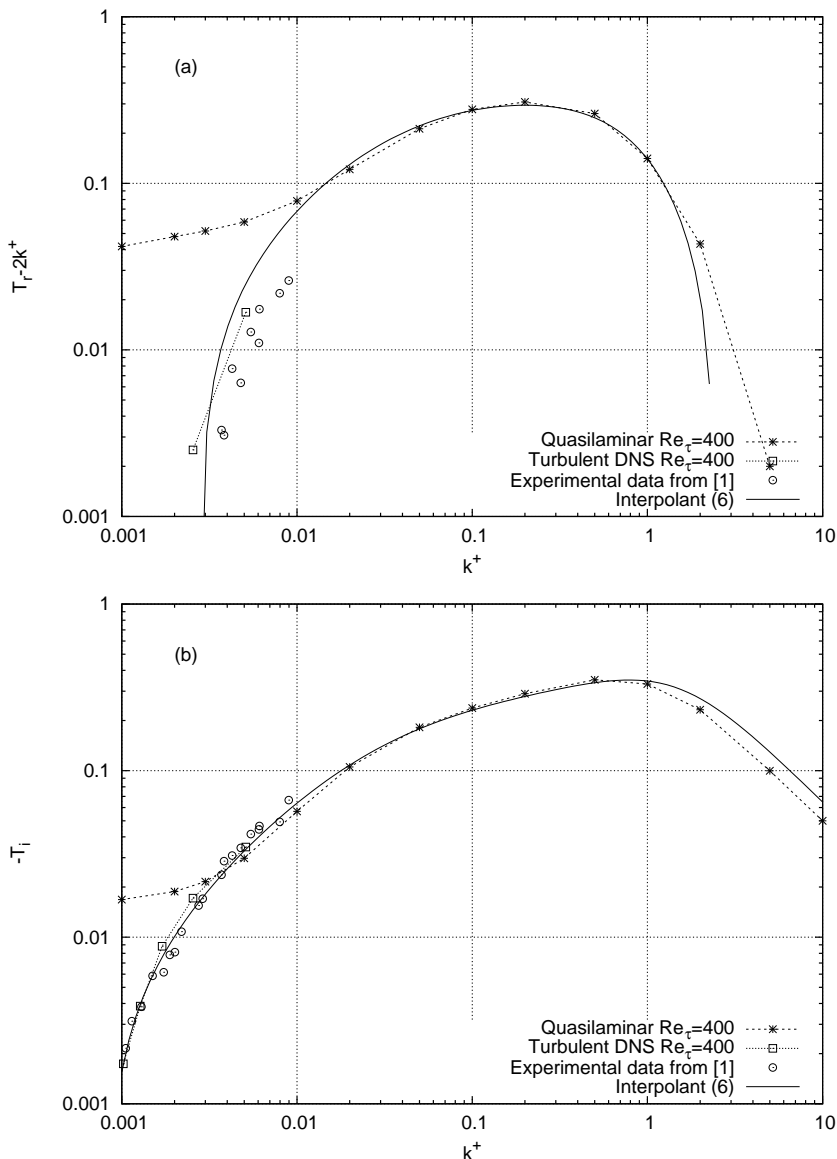 1
(a)
0.1
T_r-2k^+
0.01
Quasilaminar Re_τ=400
Turbulent DNS Re_τ=400
Experimental data from [1]
Interpolant (6)
0.001
0.001 0.01 0.1 1 10
k^+
1
(b)
0.1
-T_i
0.01
Quasilaminar Re_τ=400
Turbulent DNS Re_τ=400
Experimental data from [1]
Interpolant (6)
0.001
0.001 0.01 0.1 1 10
k^+